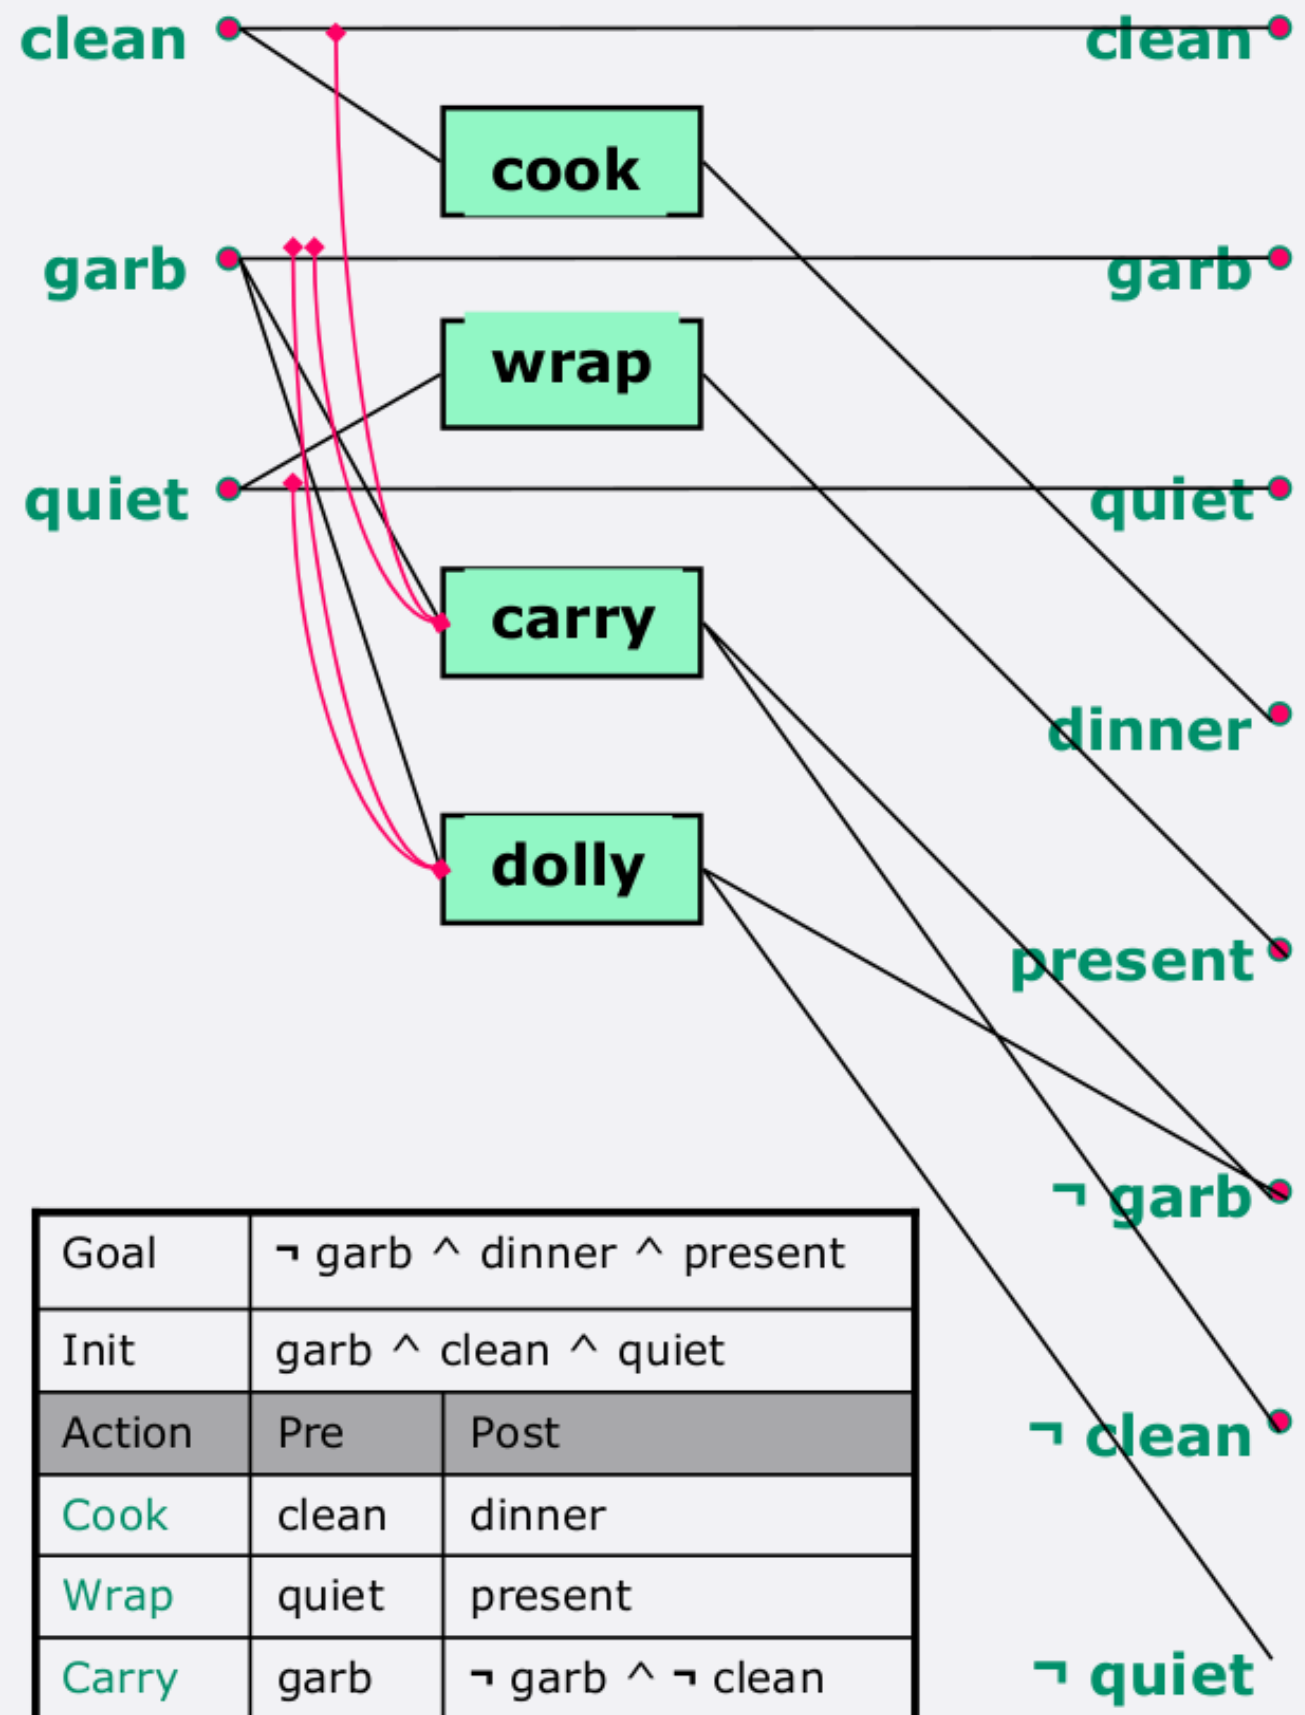 clean clean
cook
garb garb
wrap
quiet quiet
carry
dinner
dolly
present
¬ garb
Goal ¬ garb ^ dinner ^ present
Init garb ^ clean ^ quiet
Action Pre Post
¬ clean
Cook clean dinner
Wrap quiet present
Carry garb ¬ garb ^ ¬ clean
¬ quiet